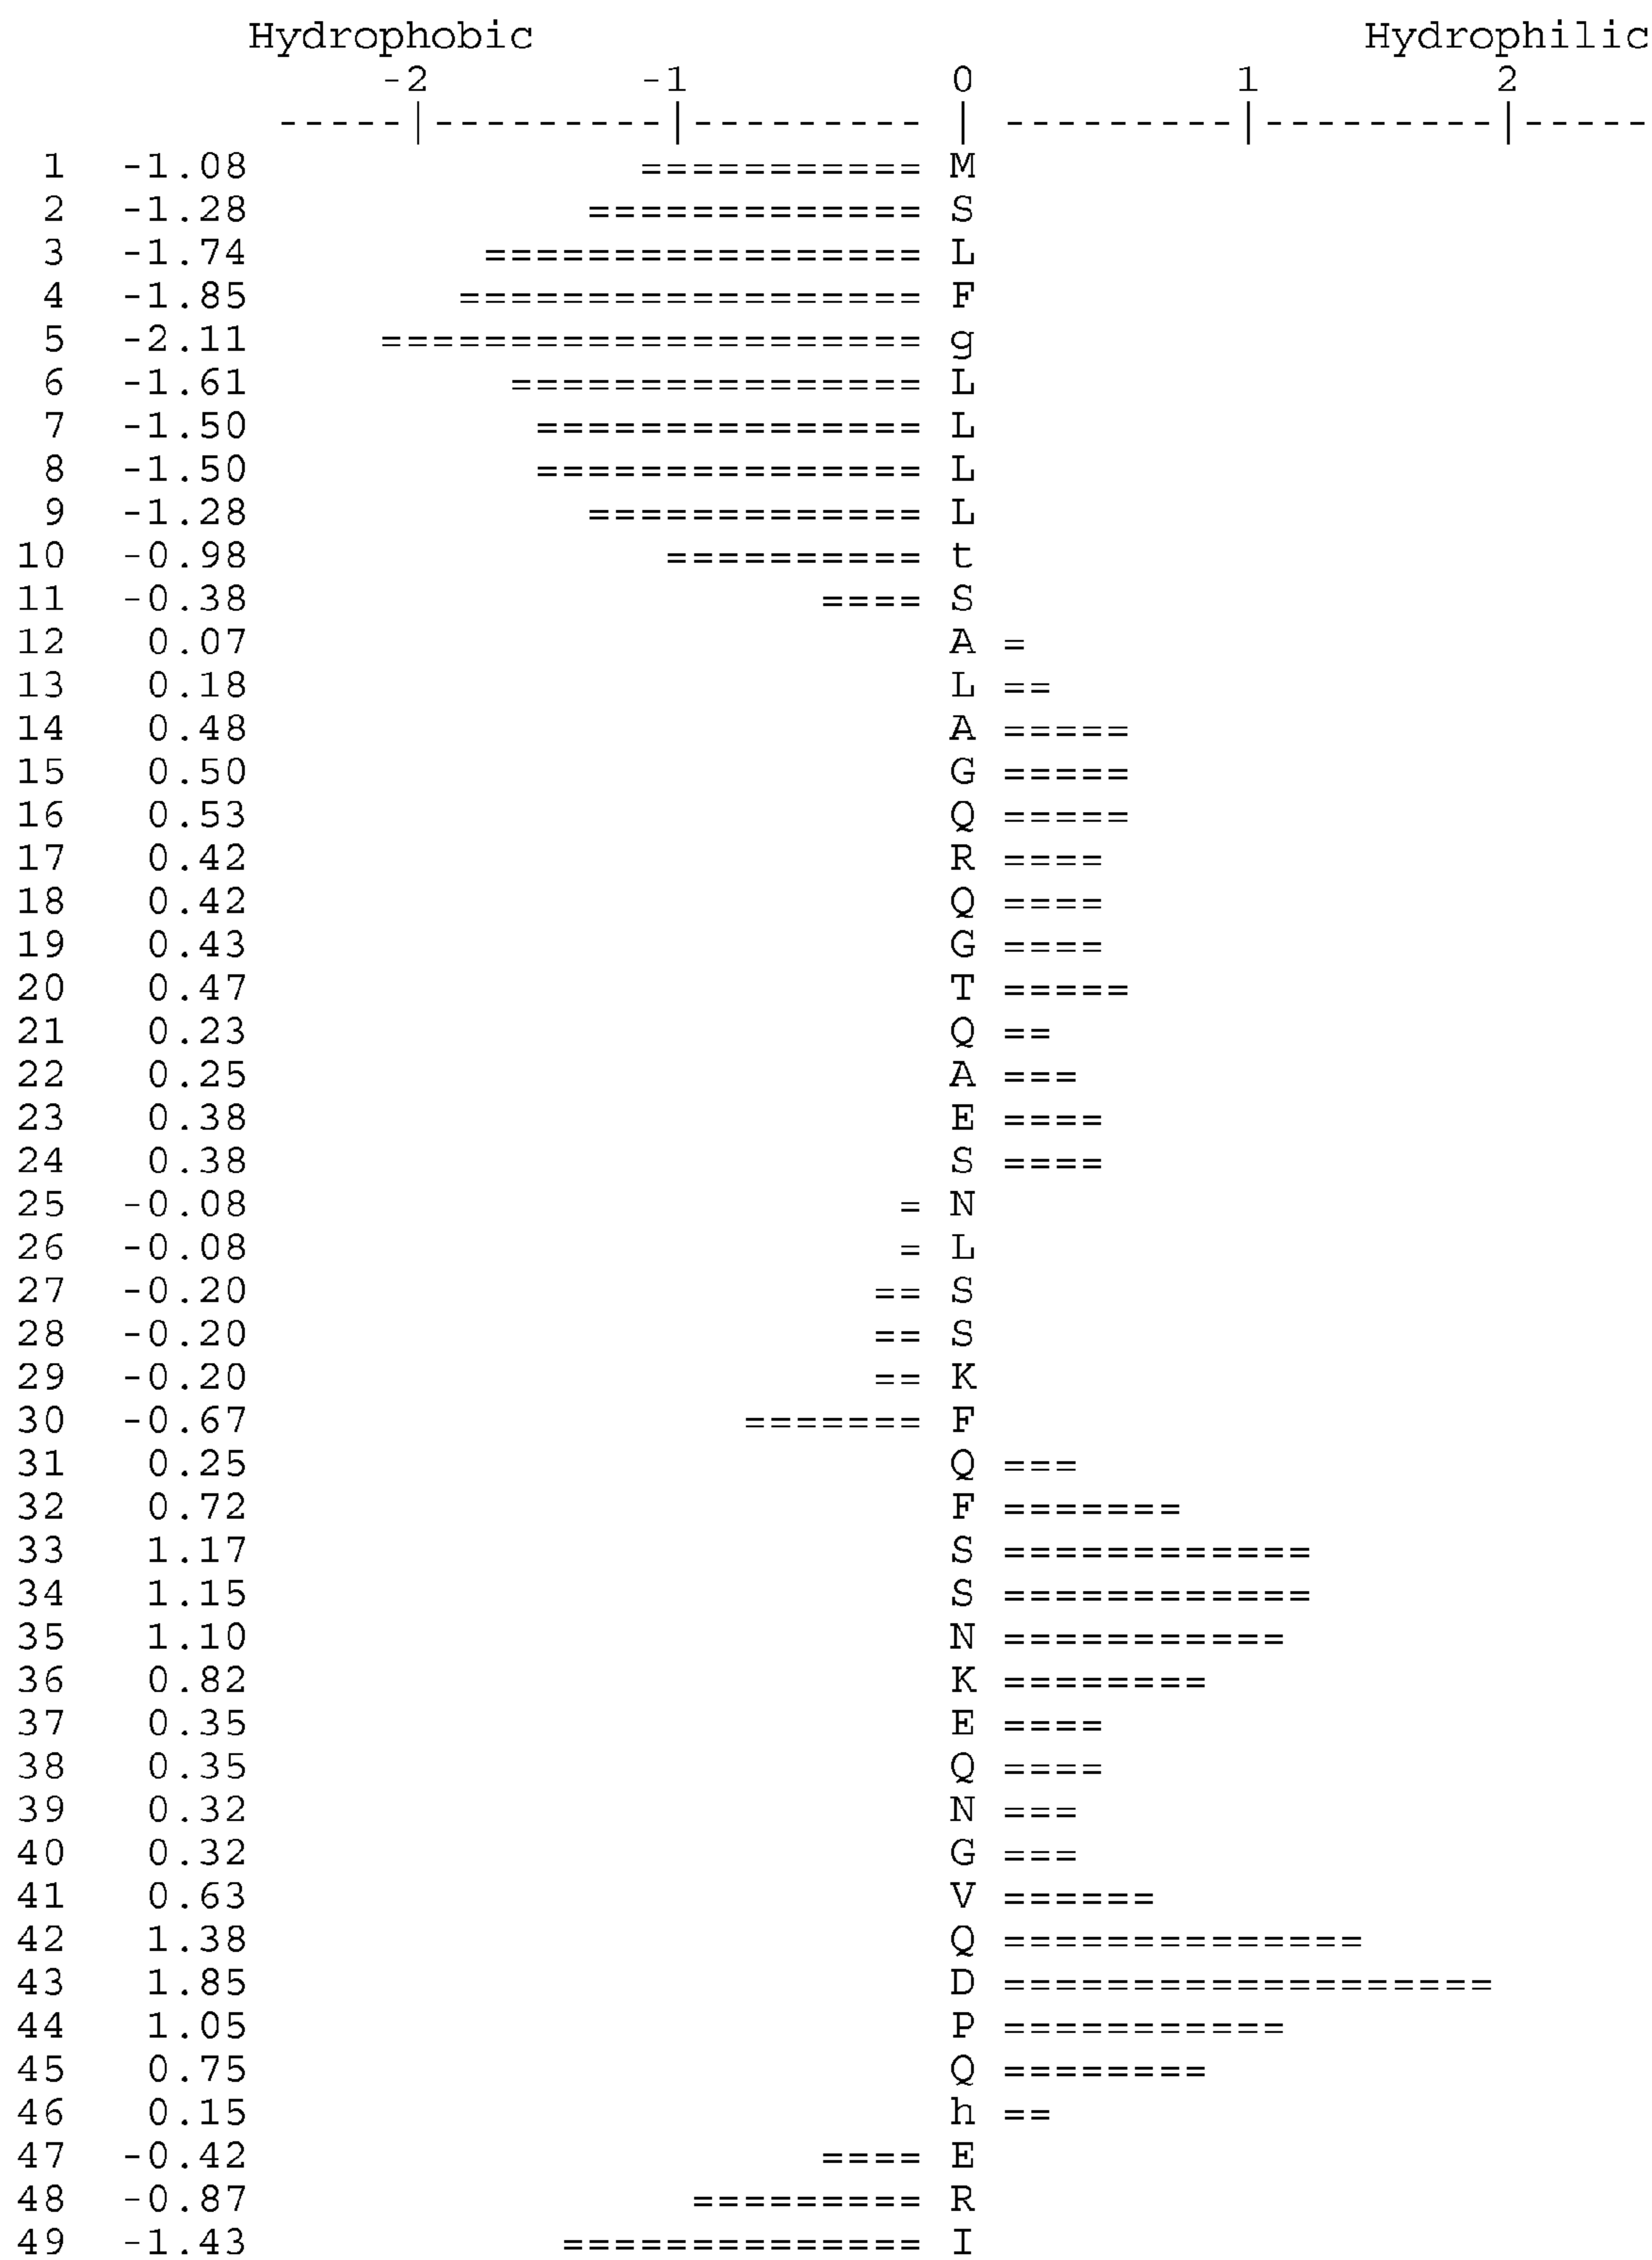 Hydrophobic Hydrophilic
-2 -1 0 1 2
-----|---------|--------- | ---------|---------|-----
1 -1.08 =========== M
2 -1.28 ============= S
3 -1.74 ================= L
4 -1.85 ================== F
5 -2.11 ===================== g
6 -1.61 ================ L
7 -1.50 =============== L
8 -1.50 =============== L
9 -1.28 ============= L
10 -0.98 ========== t
11 -0.38 ==== S
12 0.07 A =
13 0.18 L ==
14 0.48 A =====
15 0.50 G =====
16 0.53 Q =====
17 0.42 R ====
18 0.42 Q ====
19 0.43 G ====
20 0.47 T =====
21 0.23 Q ==
22 0.25 A ===
23 0.38 E ====
24 0.38 S ====
25 -0.08 = N
26 -0.08 = L
27 -0.20 == S
28 -0.20 == S
29 -0.20 == K
30 -0.67 ======= F
31 0.25 Q ===
32 0.72 F =======
33 1.17 S ============
34 1.15 S ============
35 1.10 N ===========
36 0.82 K ========
37 0.35 E ====
38 0.35 Q ====
39 0.32 N ===
40 0.32 G ===
41 0.63 V ======
42 1.38 Q ==============
43 1.85 D ===================
44 1.05 P ===========
45 0.75 Q ========
46 0.15 h ==
47 -0.42 ==== E
48 -0.87 ========= R
49 -1.43 ============== I